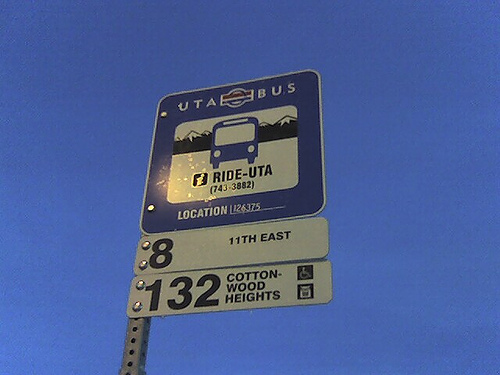 UTA BUS
RIDE-UTA
(743-3882)
LOCATION 126375
8 11TH EAST
132 COTTON-
WOOD
HEIGHTS